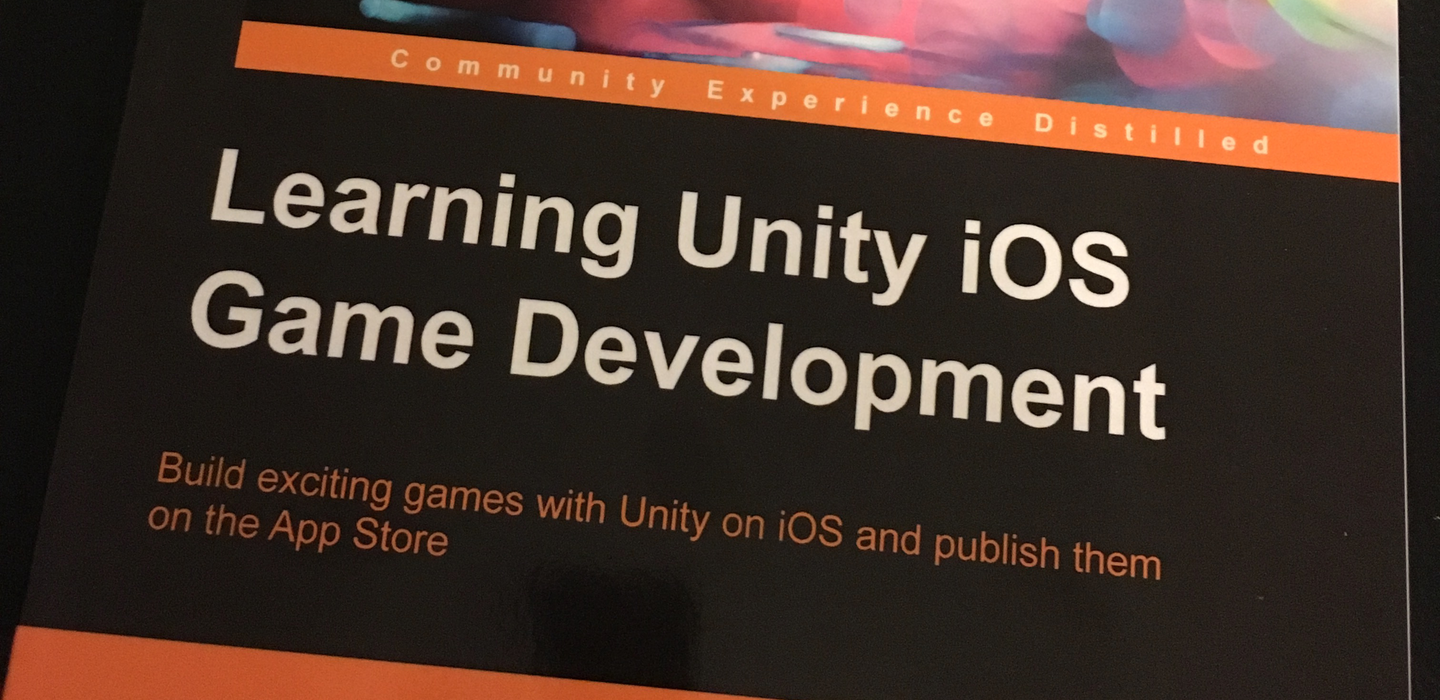 Community Experience Distilled
Learning Unity iOS
Game Development
Build exciting games with Unity on iOS and publish them
on the App Store